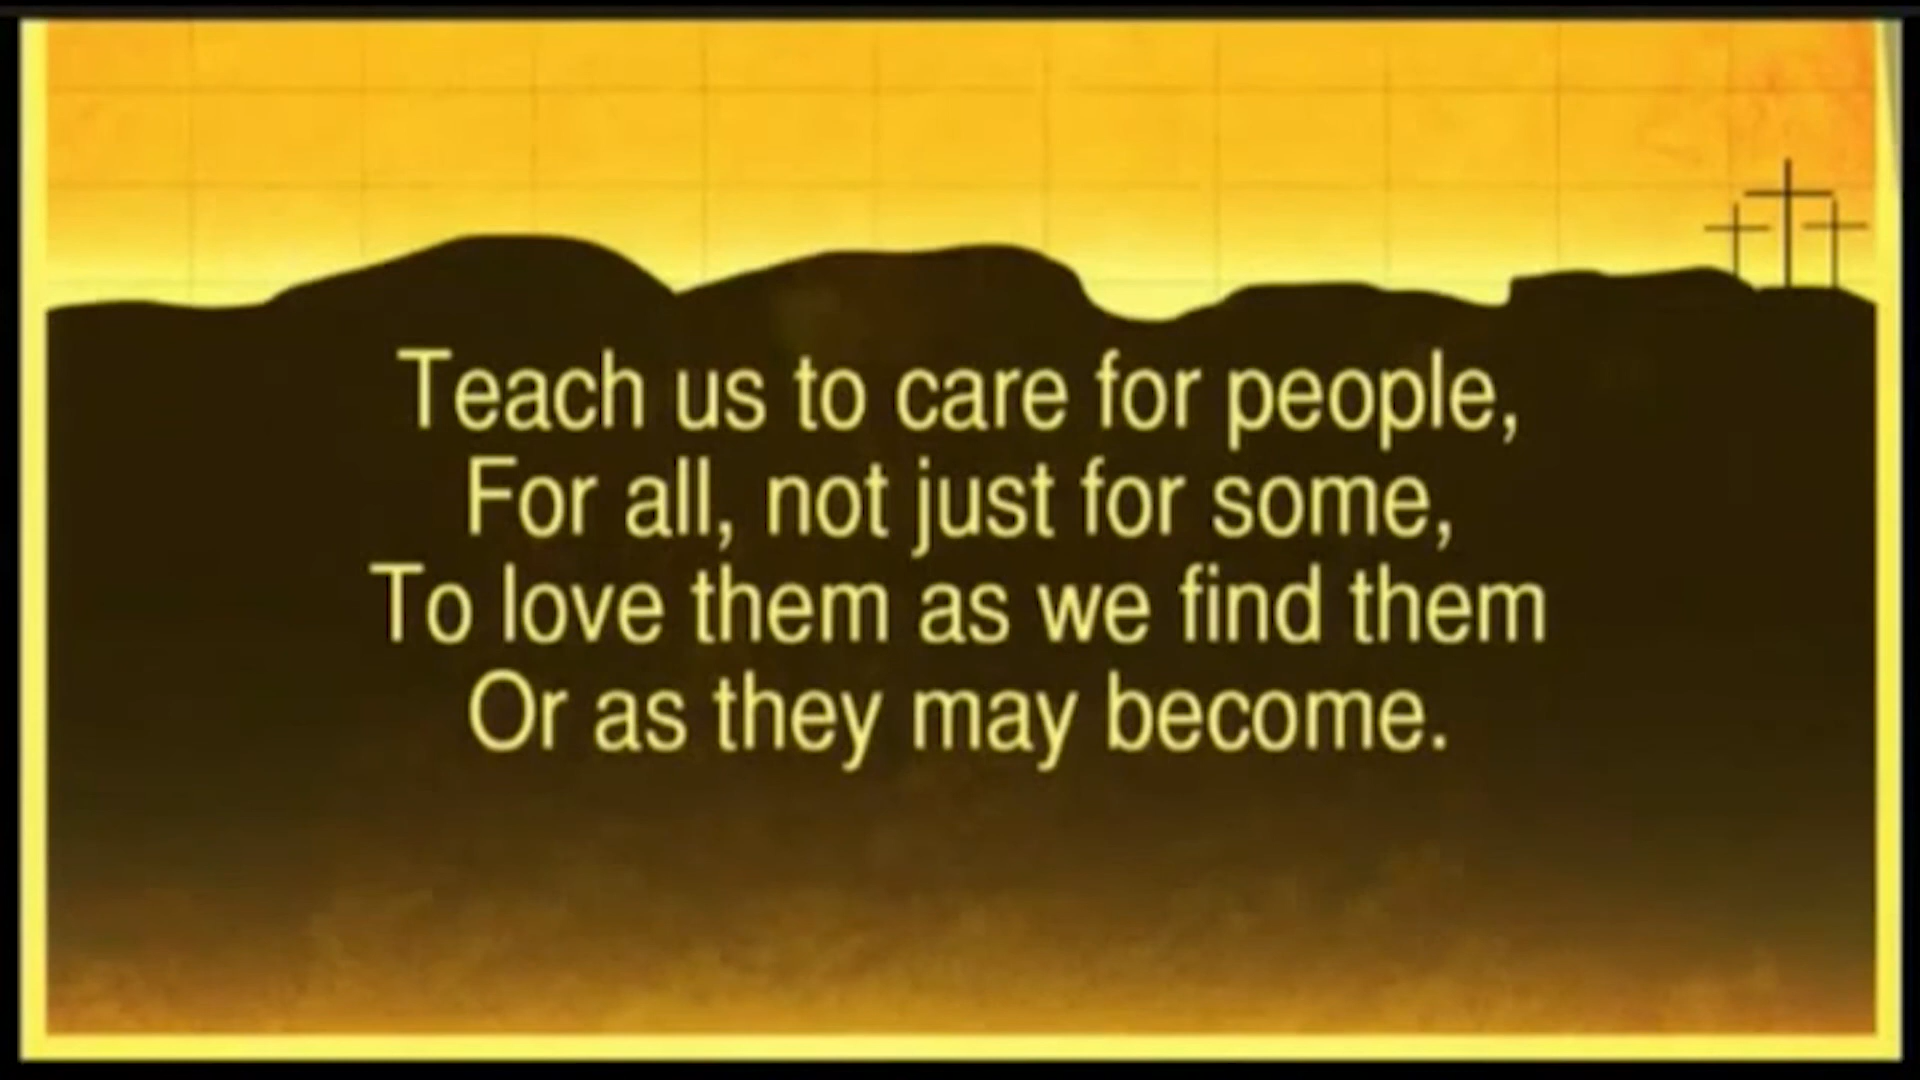 Teach us to care for people,
For all, not just for some,
To love them as we find them
Or as they may become.